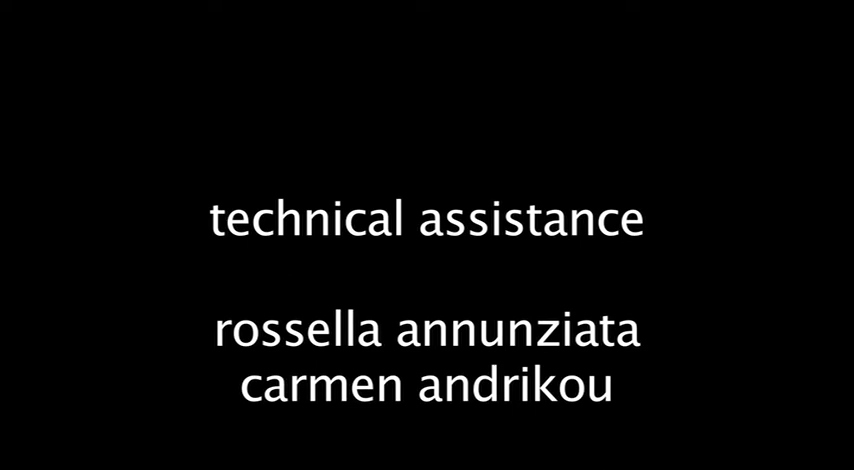 technical assistance
rossella annunziata
carmen andrikou